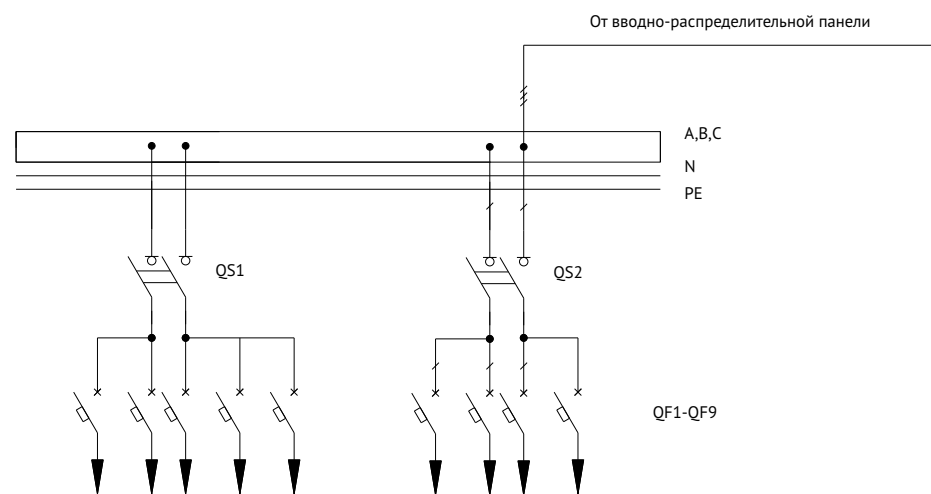 От вводно-распределительной панели
A,B,C
N
PE
QS1
QS2
QF1-QF9